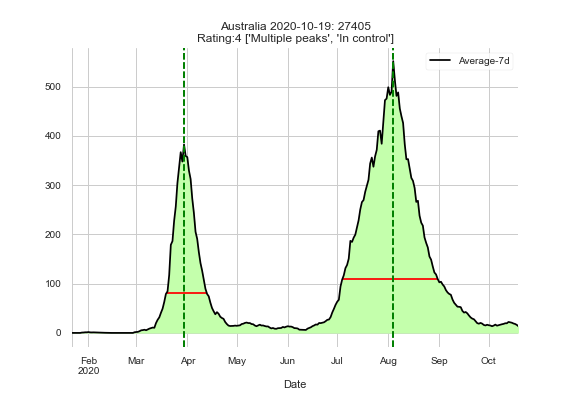 Australia 2020-10-19: 27405
Rating:4 ['Multiple peaks', 'In control']
Average-7d
500
400
300
200
100
0
Feb Mar Apr May Jun Jul Aug Sep Oct
2020
Date